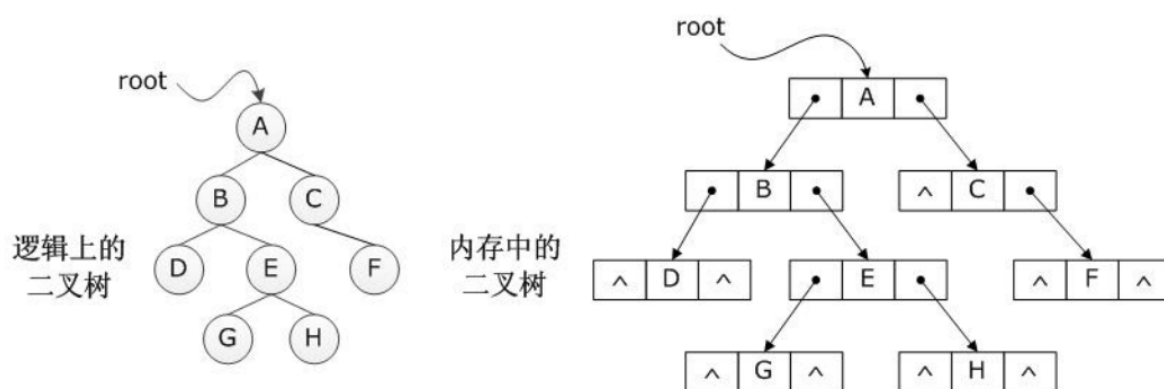 root
A
B C
逻辑上的
二叉树
D E F
G H
root
A
B
^ C
内存中的
二叉树
^ D ^
E
^ F ^
^ G ^
^ H ^